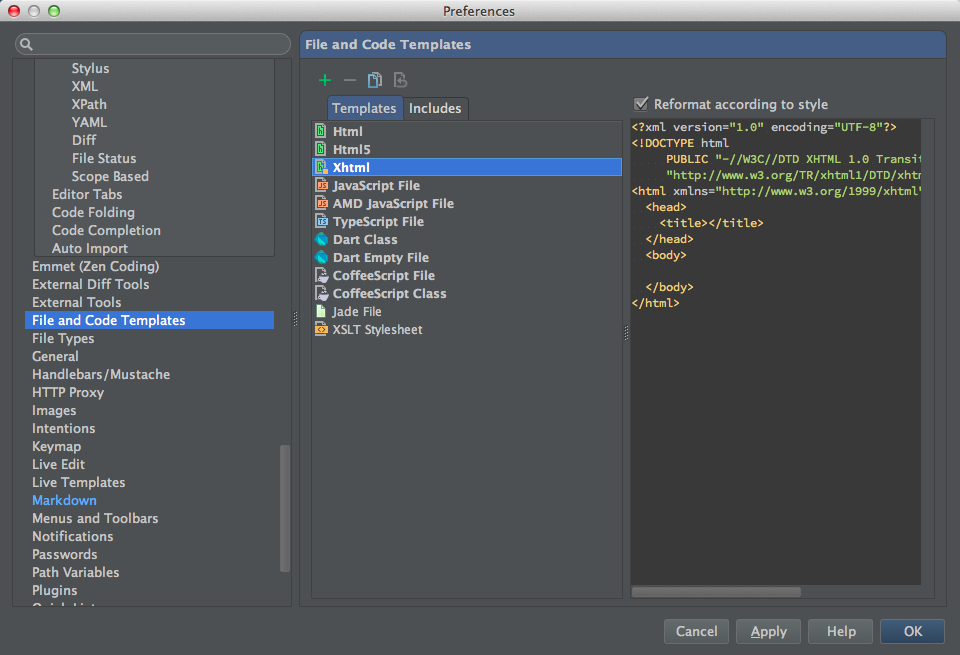 Preferences
Stylus
XML
XPath
YAML
Diff
File Status
Scope Based
Editor Tabs
Code Folding
Code Completion
Auto Import
Emmet (Zen Coding)
External Diff Tools
External Tools
File and Code Templates
File Types
General
Handlebars/Mustache
HTTP Proxy
Images
Intentions
Keymap
Live Edit
Live Templates
Markdown
Menus and Toolbars
Notifications
Passwords
Path Variables
Plugins
File and Code Templates
Templates Includes
Html
Html5
Xhtml
JavaScript File
AMD JavaScript File
TypeScript File
Dart Class
Dart Empty File
CoffeeScript File
CoffeeScript Class
Jade File
XSLT Stylesheet
Reformat according to style
<?xml version="1.0" encoding="UTF-8"?>
<!DOCTYPE html
PUBLIC "-//W3C//DTD XHTML 1.0 Transit
"http://www.w3.org/TR/xhtml1/DTD/xhtm
<html xmlns="http://www.w3.org/1999/xhtml"
<head>
<title></title>
</head>
<body>
</body>
</html>
Cancel Apply Help OK